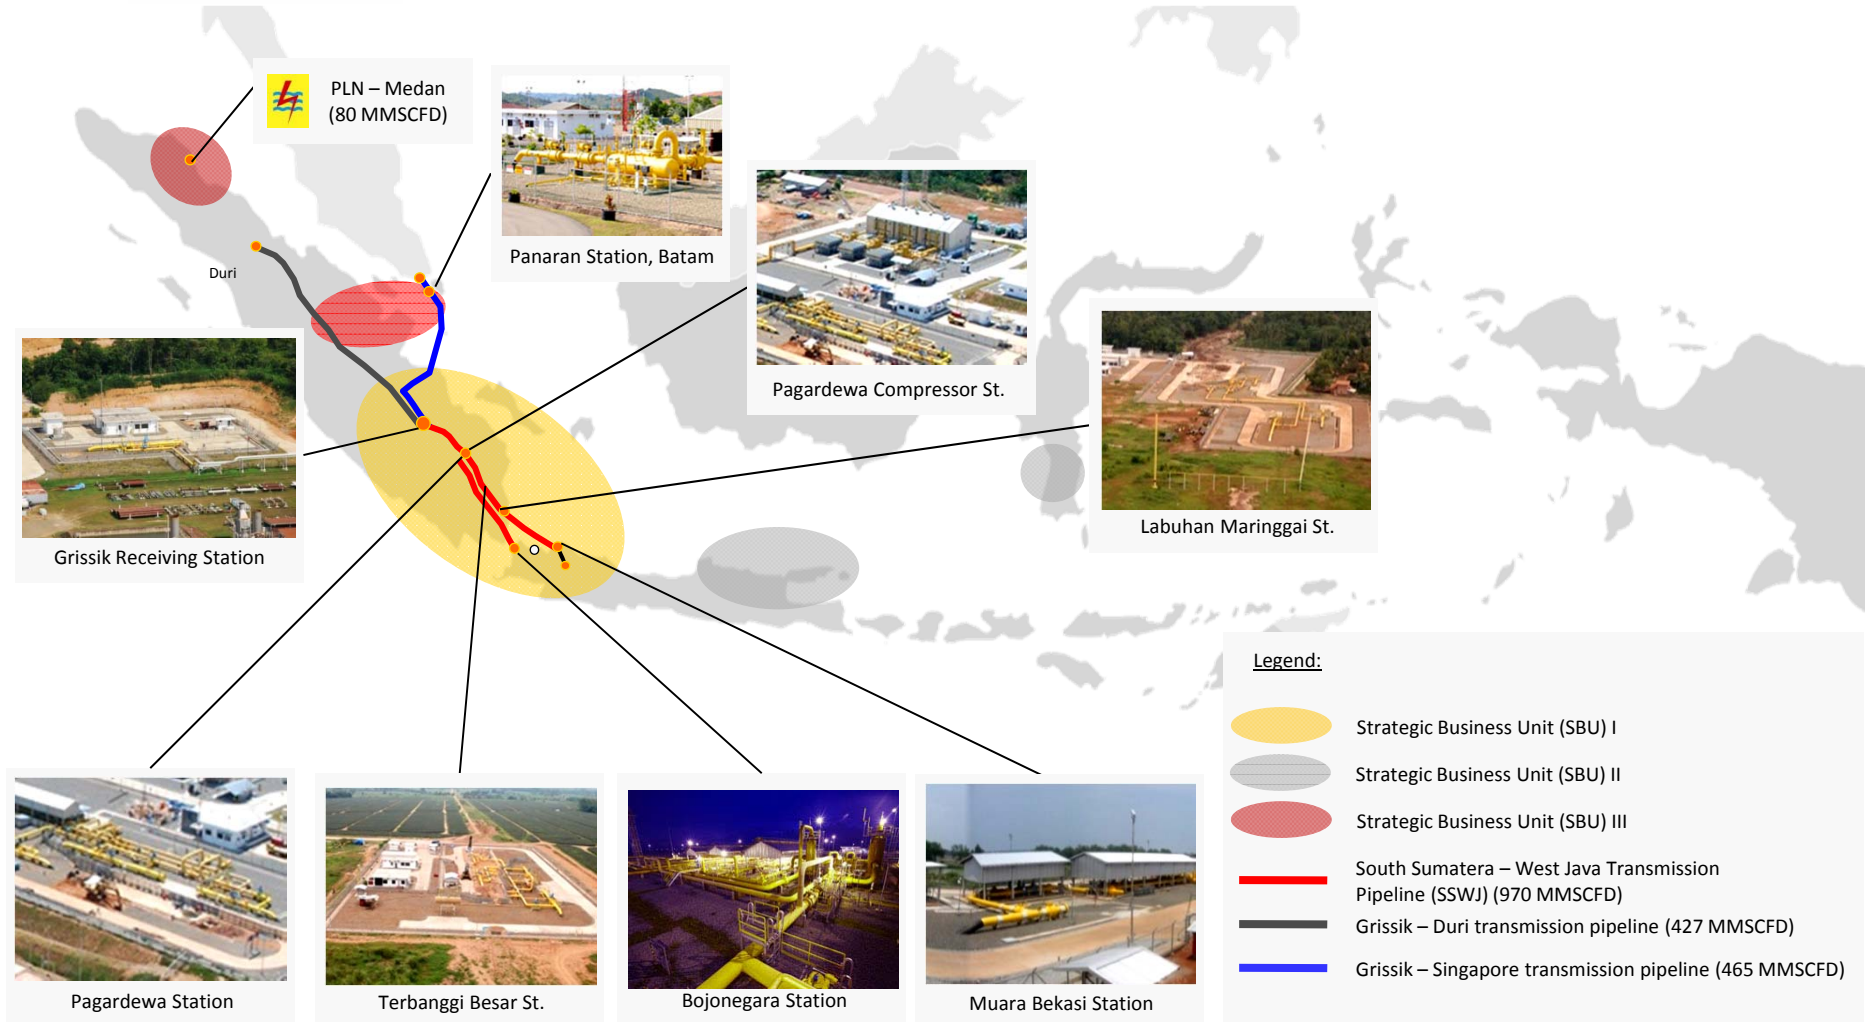 PLN – Medan
(80 MMSCFD)
Panaran Station, Batam
Pagardewa Compressor St.
Duri
Labuhan Maringgai St.
Grissik Receiving Station
Legend:
Strategic Business Unit (SBU) I
Strategic Business Unit (SBU) II
Strategic Business Unit (SBU) III
South Sumatera – West Java Transmission
Pipeline (SSWJ) (970 MMSCFD)
Grissik – Duri transmission pipeline (427 MMSCFD)
Grissik – Singapore transmission pipeline (465 MMSCFD)
Pagardewa Station
Terbanggi Besar St.
Bojonegara Station
Muara Bekasi Station